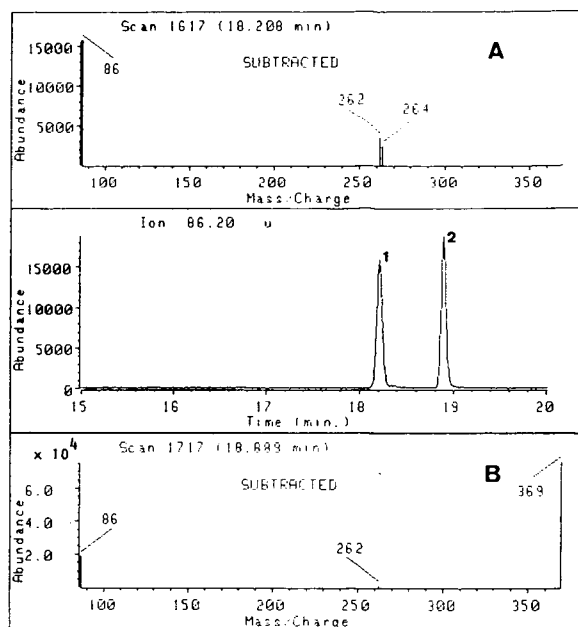 Scan 1617 (18.208 min)
A
SUBTRACTED
86
262
264
15000
10000
5000
Abundance
100 150 200 250 300 350
Mass/Charge
Ion 86.20 u
1
2
15000
10000
5000
0
Abundance
15 16 17 18 19 20
Time (min.)
x 10⁴
Scan 1717 (18.889 min)
B
SUBTRACTED
369
86
262
6.0
4.0
2.0
Abundance
100 150 200 250 300 350
Mass/Charge